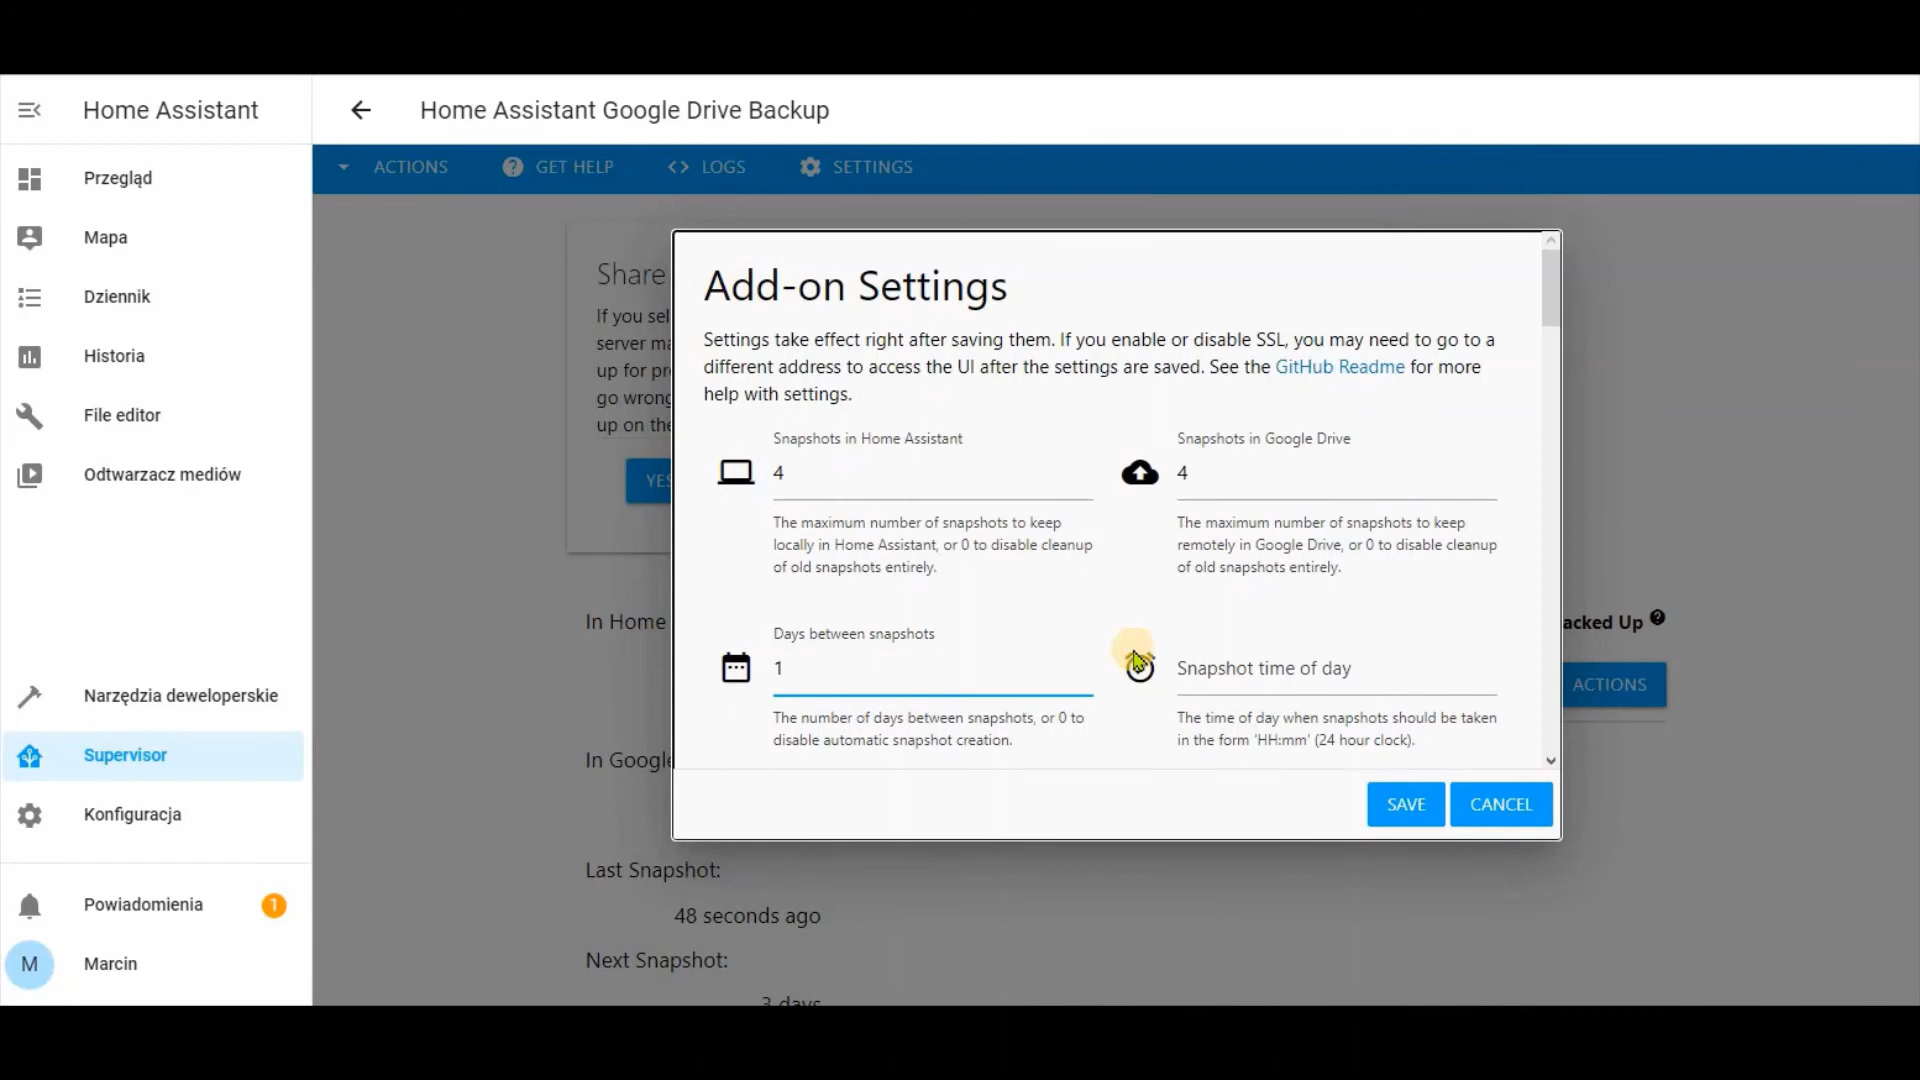 Home Assistant
Przegląd
Mapa
Dziennik
Historia
File editor
Odtwarzacz mediów
Narzędzia deweloperskie
Supervisor
Konfiguracja
Powiadomienia
1
M
Marcin
Home Assistant Google Drive Backup
ACTIONS
GET HELP
LOGS
SETTINGS
Share
If you sel
server ma
up for pr
go wrong
up on the
YES
In Home
In Google
acked Up
ACTIONS
Last Snapshot:
48 seconds ago
Next Snapshot:
3 days
Add-on Settings
Settings take effect right after saving them. If you enable or disable SSL, you may need to go to a
different address to access the UI after the settings are saved. See the GitHub Readme for more
help with settings.
Snapshots in Home Assistant
4
The maximum number of snapshots to keep
locally in Home Assistant, or 0 to disable cleanup
of old snapshots entirely.
Snapshots in Google Drive
4
The maximum number of snapshots to keep
remotely in Google Drive, or 0 to disable cleanup
of old snapshots entirely.
Days between snapshots
1
The number of days between snapshots, or 0 to
disable automatic snapshot creation.
Snapshot time of day
The time of day when snapshots should be taken
in the form 'HH:mm' (24 hour clock).
SAVE
CANCEL